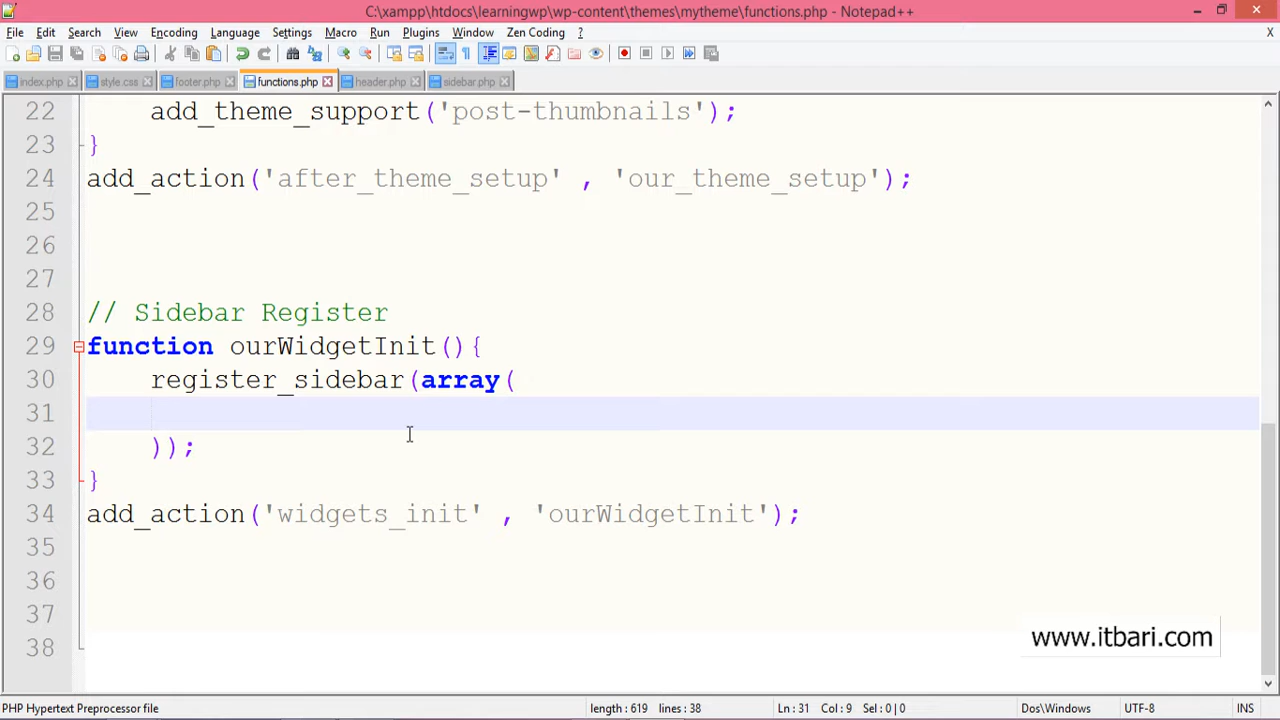 C:\xampp\htdocs\learningwp\wp-content\themes\mytheme\functions.php - Notepad++
File Edit Search View Encoding Language Settings Macro Run Plugins Window Zen Coding ? X
index.php style.css footer.php functions.php header.php sidebar.php
22 add_theme_support('post-thumbnails');
23 }
24 add_action('after_theme_setup' , 'our_theme_setup');
25
26
27
28 // Sidebar Register
29 function ourWidgetInit(){
30 register_sidebar(array(
31
32 ));
33 }
34 add_action('widgets_init' , 'ourWidgetInit');
35
36
37
38
www.itbari.com
PHP Hypertext Preprocessor file length : 619 lines : 38 Ln : 31 Col : 9 Sel : 0 | 0 Dos\Windows UTF-8 INS